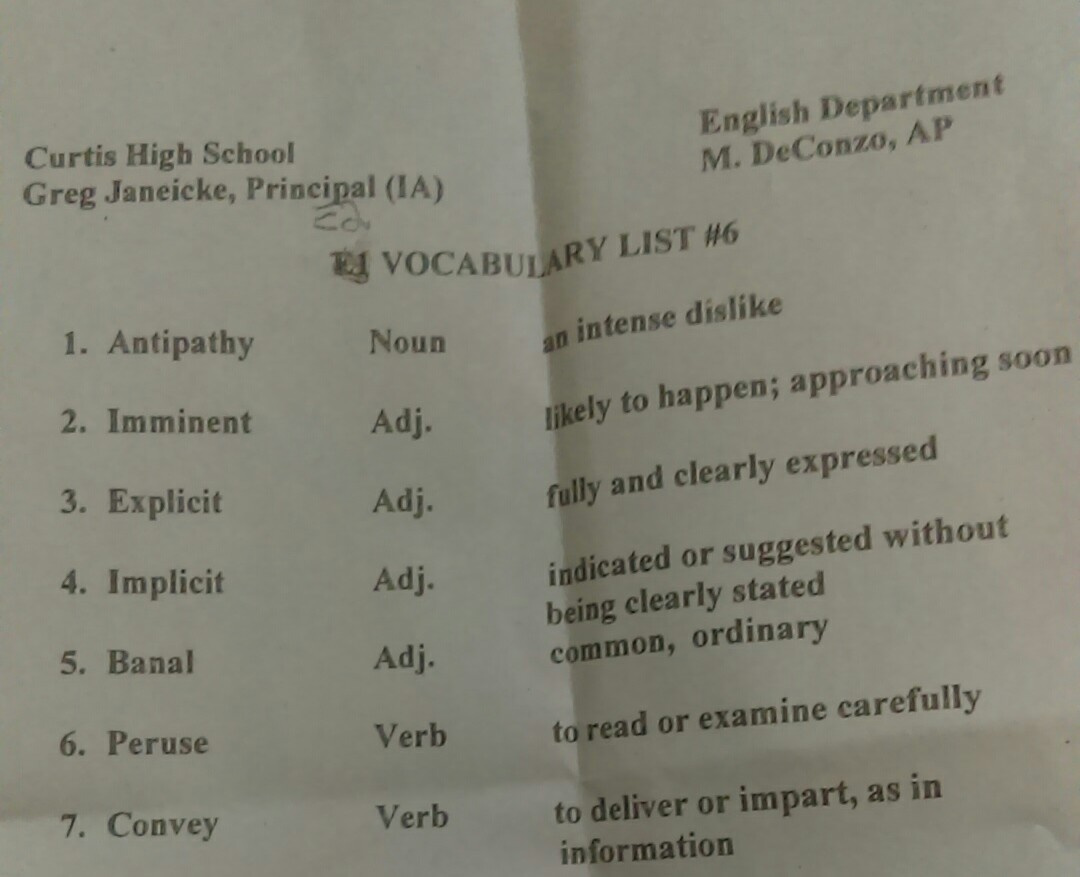 English Department
M. DeConzo, AP
Curtis High School
Greg Janeicke, Principal (IA)
VOCABULARY LIST #6
1. Antipathy Noun an intense dislike
2. Imminent Adj. likely to happen; approaching soon
3. Explicit Adj. fully and clearly expressed
4. Implicit Adj. indicated or suggested without
being clearly stated
5. Banal Adj. common, ordinary
6. Peruse Verb to read or examine carefully
7. Convey Verb to deliver or impart, as in
information